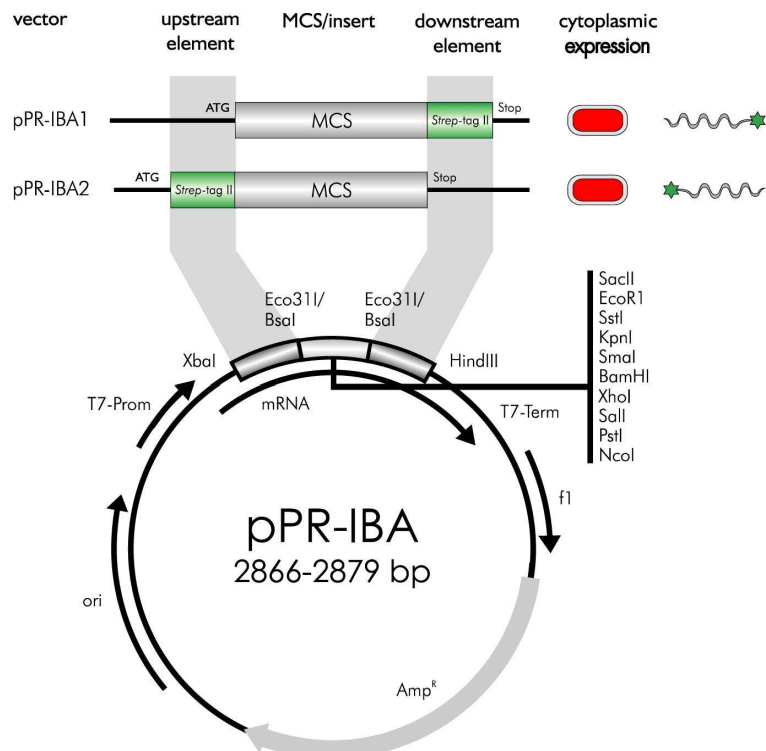 vector
upstream
element
MCS/insert
downstream
element
cytoplasmic
expression
pPR-IBA1
ATG
MCS
Strep-tag II
Stop
pPR-IBA2
ATG
Strep-tag II
MCS
Stop
Eco31I/
BsaI
Eco31I/
BsaI
XbaI
HindIII
SacII
EcoR1
SstI
KpnI
SmaI
BamHI
XhoI
SalI
PstI
NcoI
T7-Prom
mRNA
T7-Term
f1
pPR-IBA
2866-2879 bp
ori
Amp^R